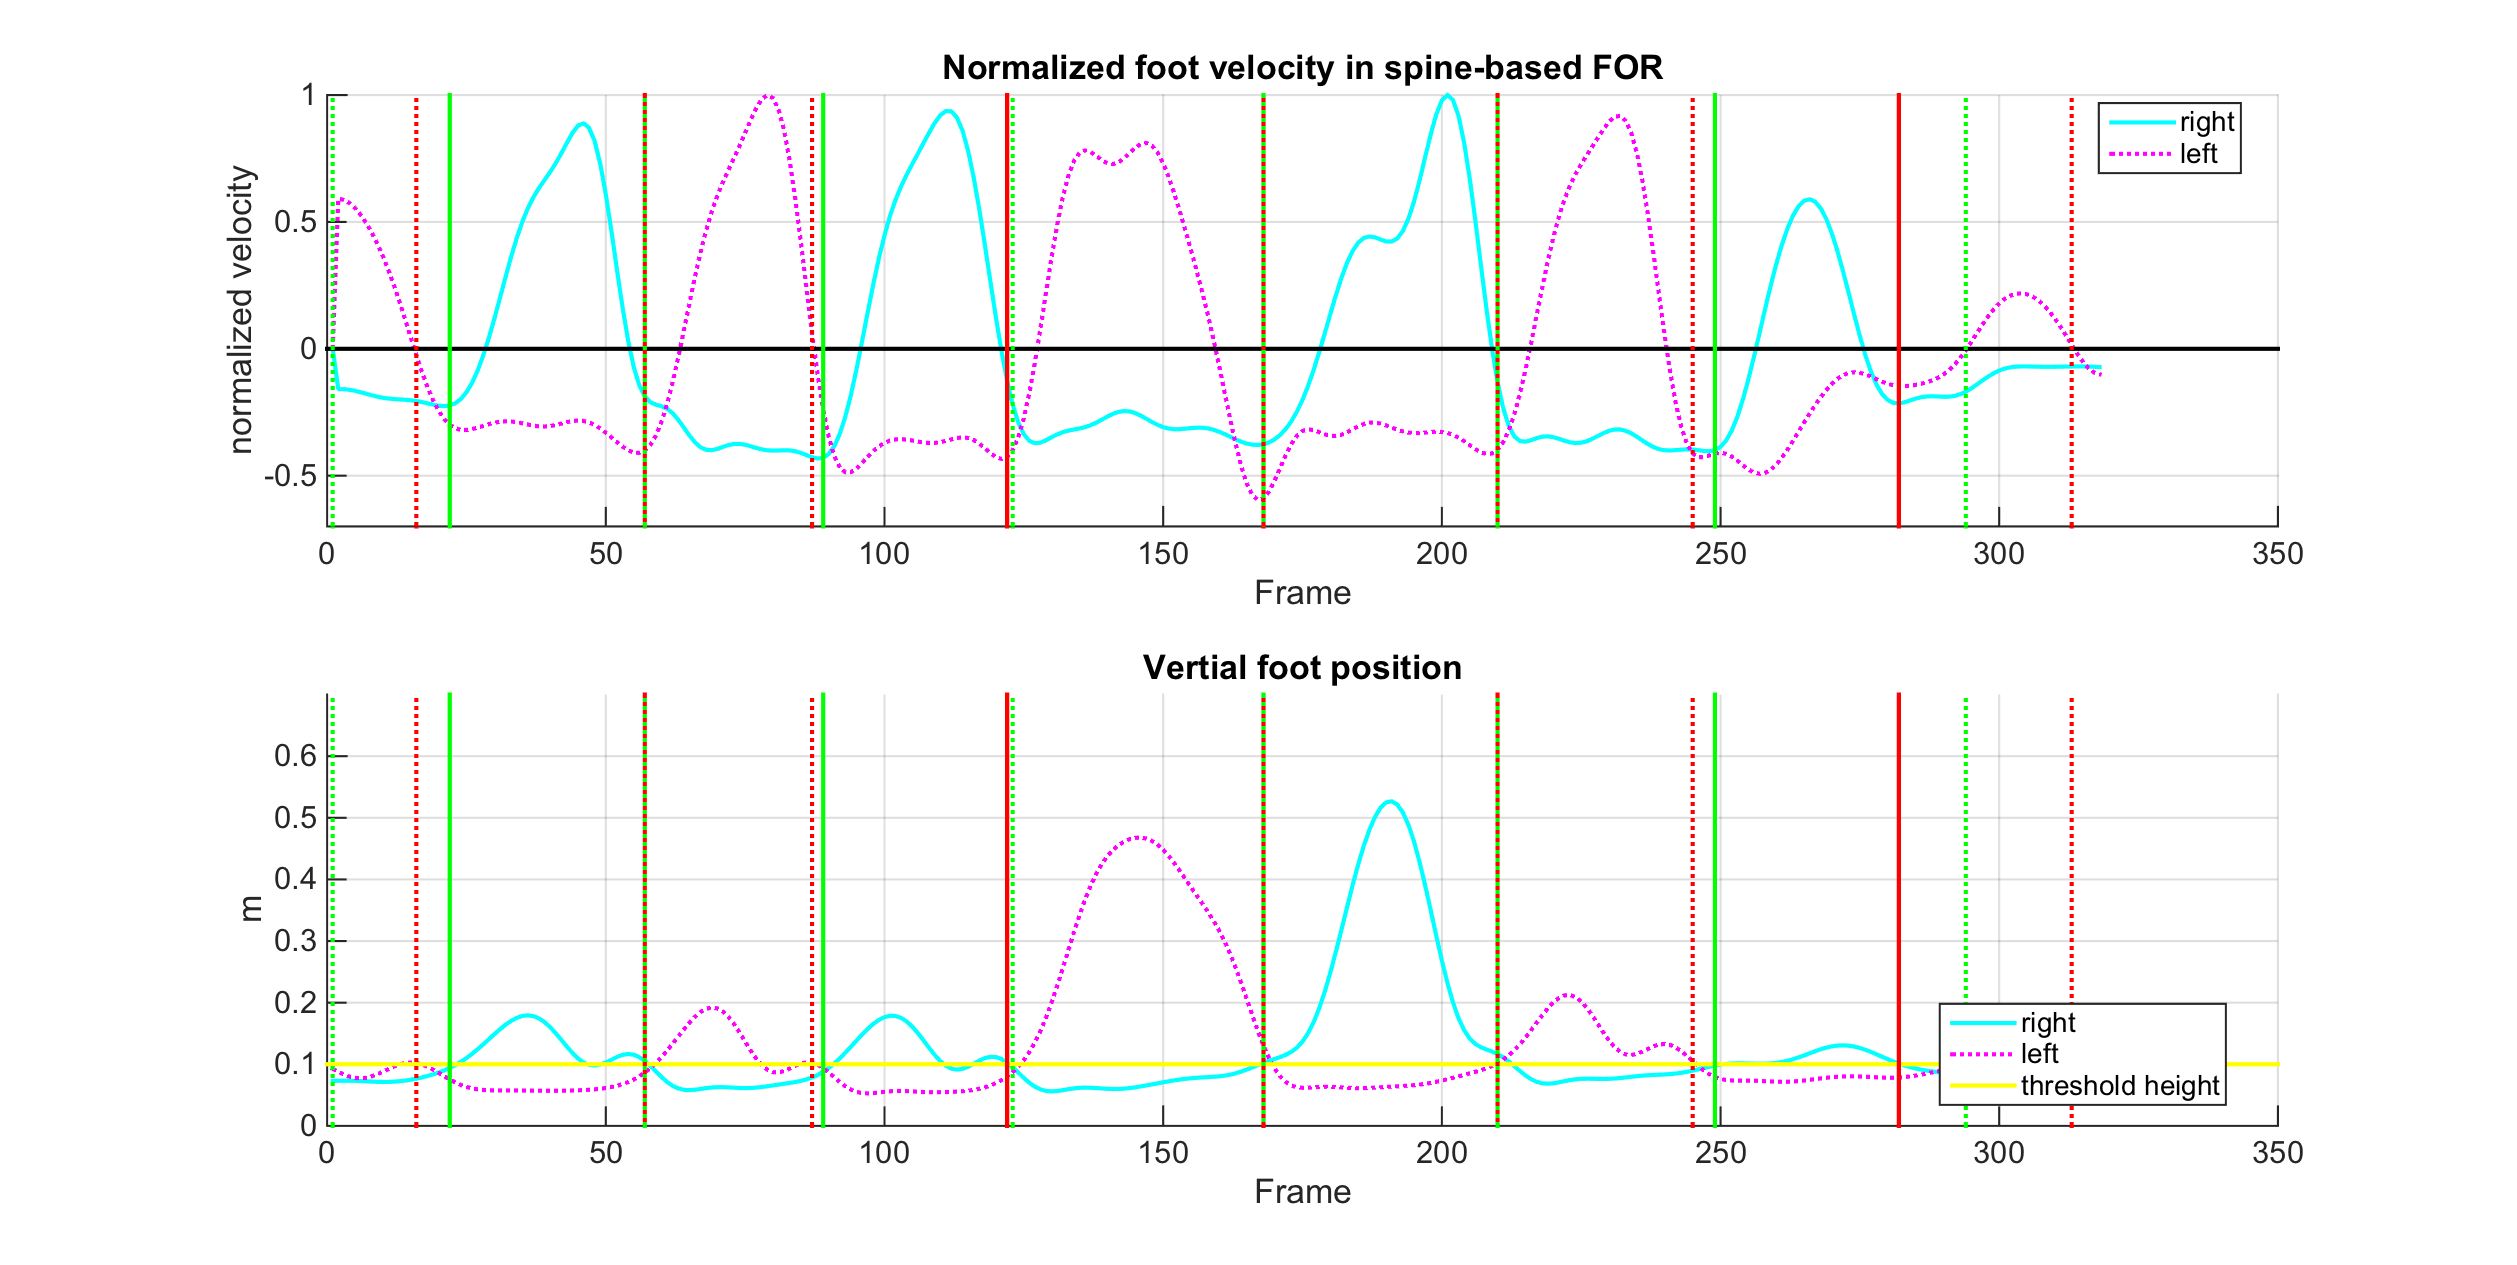 Normalized foot velocity in spine-based FOR
normalized velocity
1
0.5
0
-0.5
0 50 100 150 200 250 300 350
Frame
right
left
Vertial foot position
m
0.6
0.5
0.4
0.3
0.2
0.1
0
0 50 100 150 200 250 300 350
Frame
right
left
threshold height